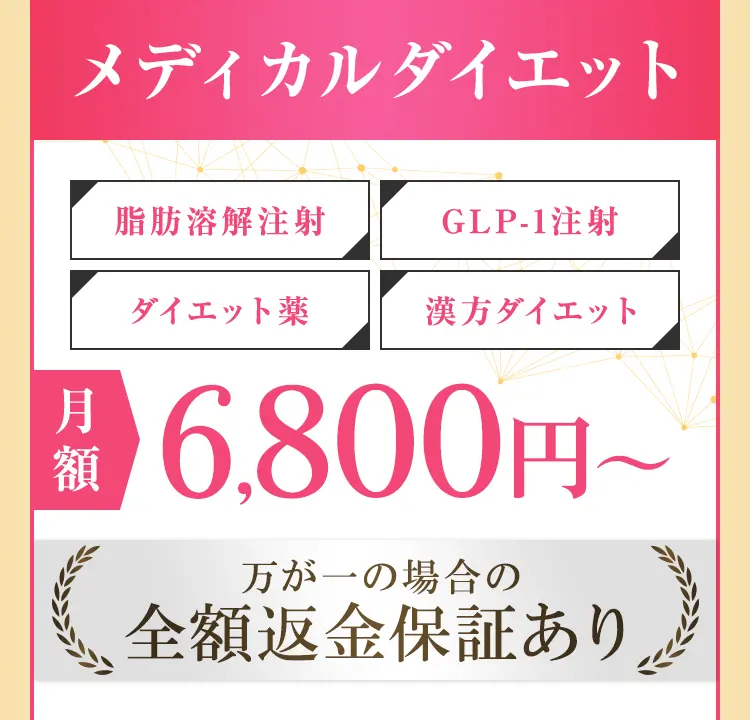 メディカルダイエット
脂肪溶解注射
GLP-1注射
ダイエット薬
漢方ダイエット
月額
6,800円〜
万が一の場合の
全額返金保証あり